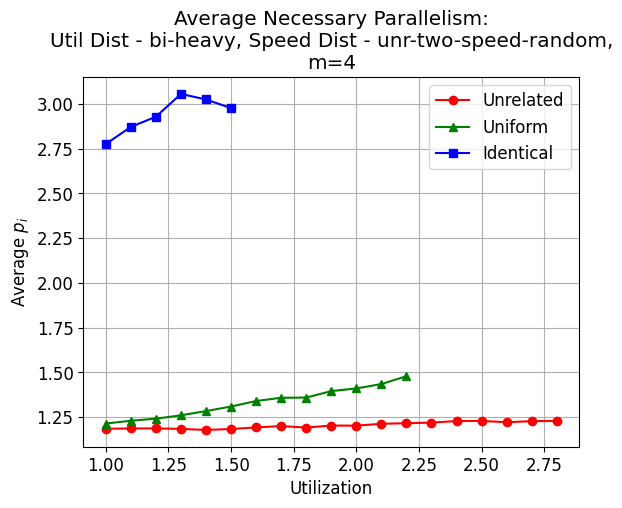 Average Necessary Parallelism:
Util Dist - bi-heavy, Speed Dist - unr-two-speed-random,
m=4
3.00
2.75
2.50
2.25
2.00
1.75
1.50
1.25
Average p_i
Unrelated
Uniform
Identical
1.00 1.25 1.50 1.75 2.00 2.25 2.50 2.75
Utilization